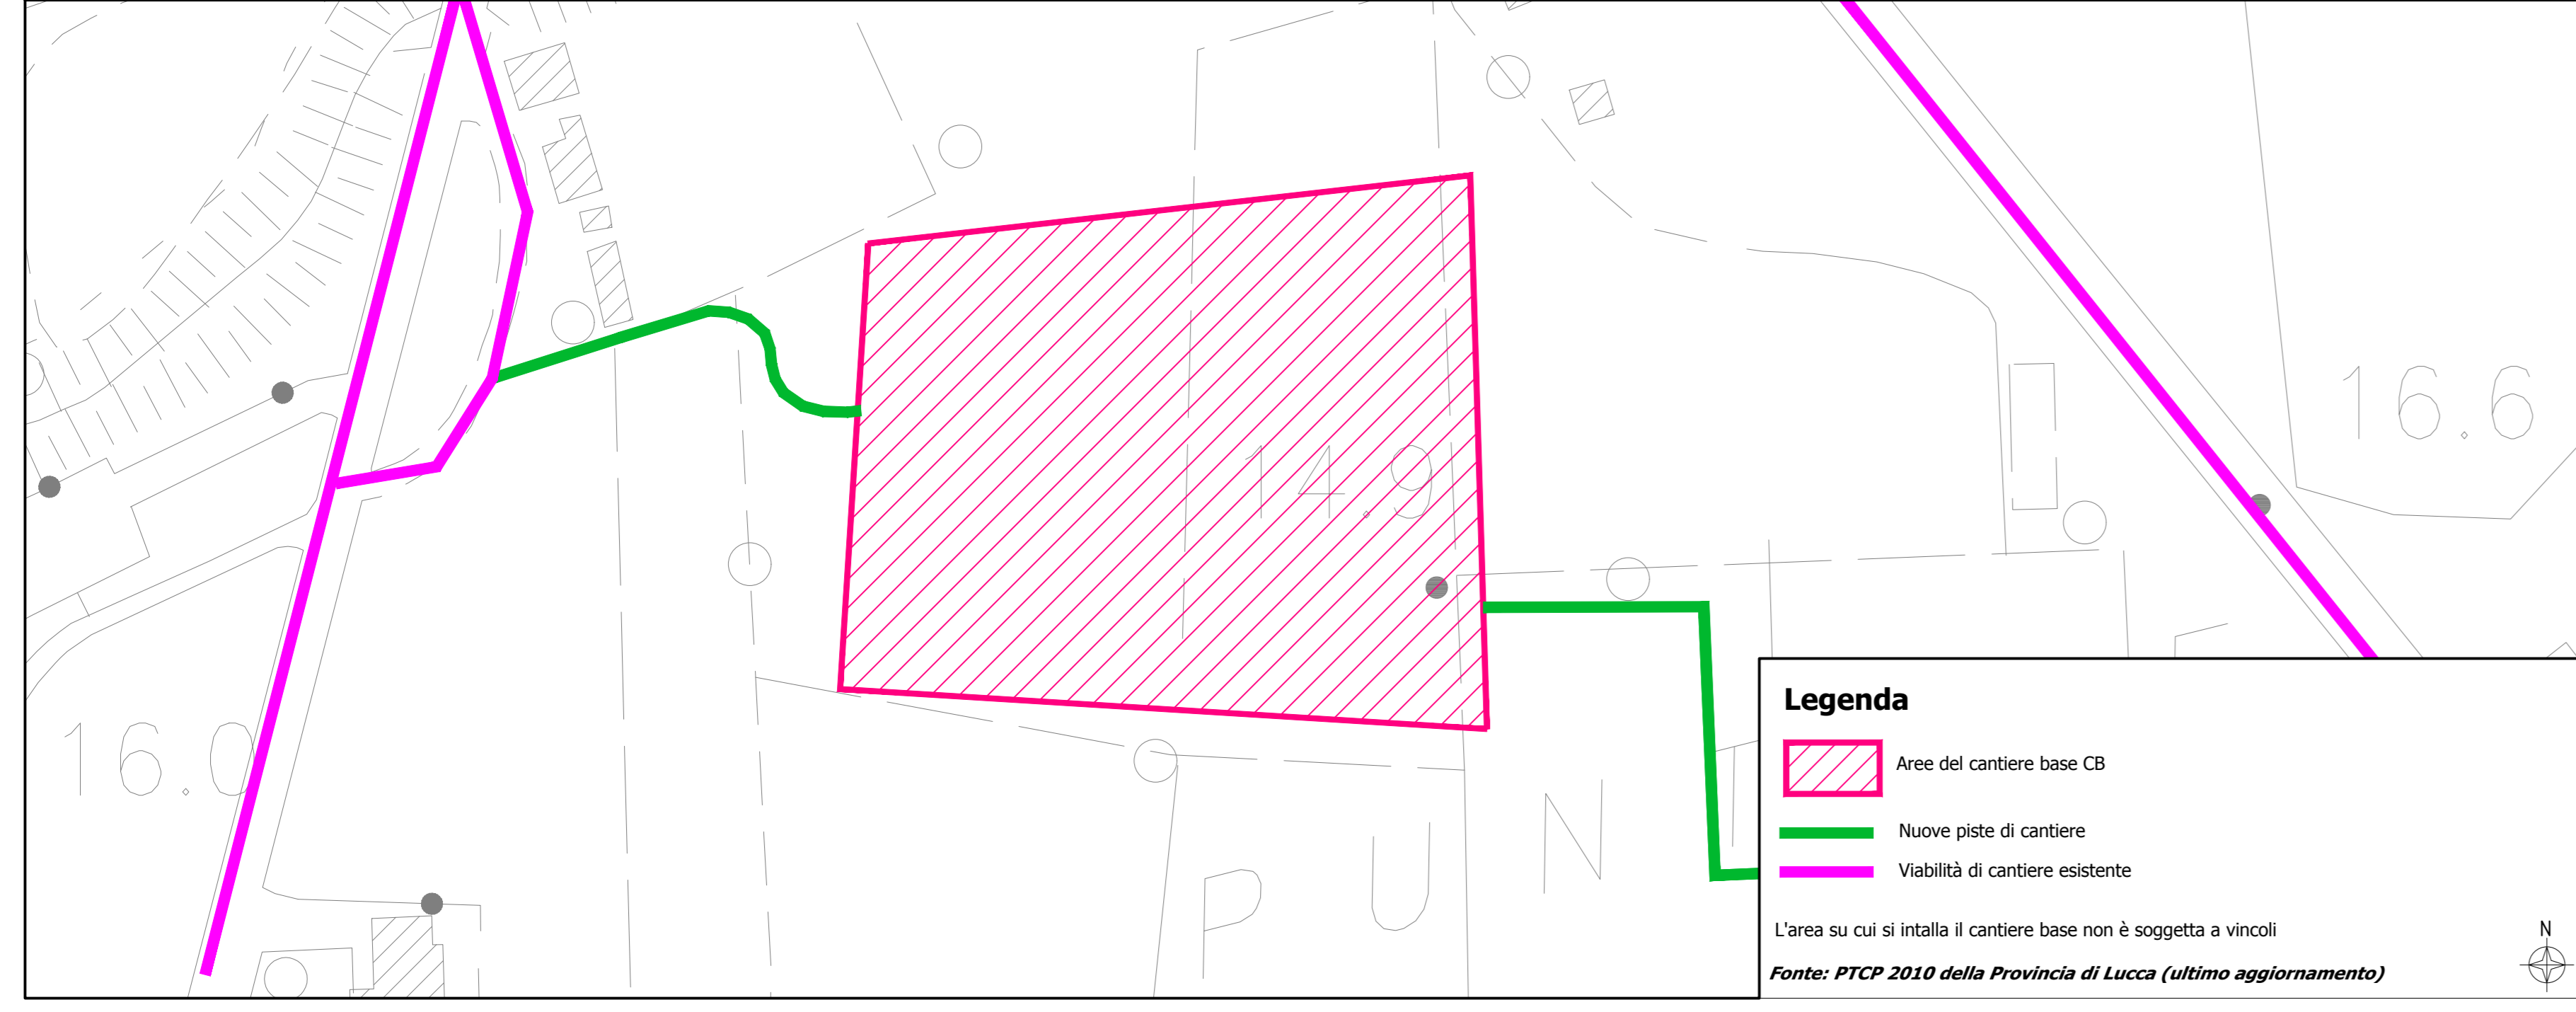 16.6
14.9
16.0
PUN
Legenda
Aree del cantiere base CB
Nuove piste di cantiere
Viabilità di cantiere esistente
L'area su cui si intalla il cantiere base non è soggetta a vincoli
N
Fonte: PTCP 2010 della Provincia di Lucca (ultimo aggiornamento)